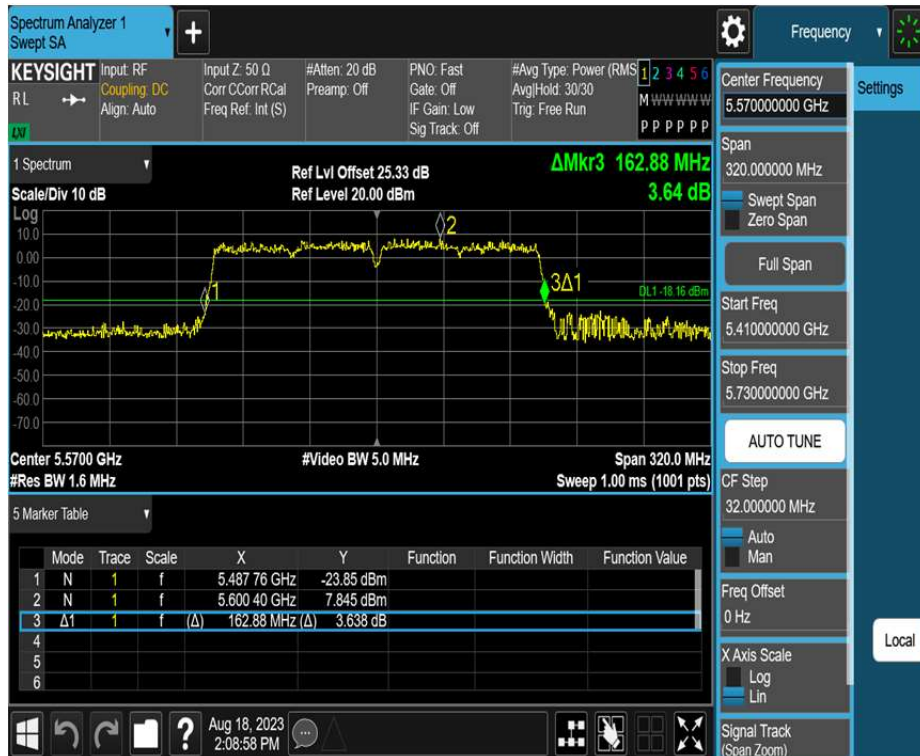 Spectrum Analyzer 1
Swept SA
+
Frequency
KEYSIGHT
RL
LXI
Input: RF
Coupling: DC
Align: Auto
Input Z: 50 Ω
Corr CCorr RCal
Freq Ref: Int (S)
#Atten: 20 dB
Preamp: Off
PNO: Fast
Gate: Off
IF Gain: Low
Sig Track: Off
#Avg Type: Power (RMS
Avg|Hold: 30/30
Trig: Free Run
1 2 3 4 5 6
M W W W W W
P P P P P P
Center Frequency
5.570000000 GHz
Settings
1 Spectrum
Scale/Div 10 dB
Ref Lvl Offset 25.33 dB
Ref Level 20.00 dBm
ΔMkr3 162.88 MHz
3.64 dB
Span
320.000000 MHz
Swept Span
Zero Span
Full Span
Start Freq
5.410000000 GHz
Stop Freq
5.730000000 GHz
AUTO TUNE
CF Step
32.000000 MHz
Auto
Man
Freq Offset
0 Hz
X Axis Scale
Log
Lin
Signal Track
(Span Zoom)
Local
Log
10.0
0.00
-10.0
-20.0
-30.0
-40.0
-50.0
-60.0
-70.0
1
2
3Δ1
DL1 -18.16 dBm
Center 5.5700 GHz
#Video BW 5.0 MHz
Span 320.0 MHz
#Res BW 1.6 MHz
Sweep 1.00 ms (1001 pts)
5 Marker Table
Mode Trace Scale X Y Function Function Width Function Value
1 N 1 f 5.487 76 GHz -23.85 dBm
2 N 1 f 5.600 40 GHz 7.845 dBm
3 Δ1 1 f (Δ) 162.88 MHz (Δ) 3.638 dB
4
5
6
?
Aug 18, 2023
2:08:58 PM